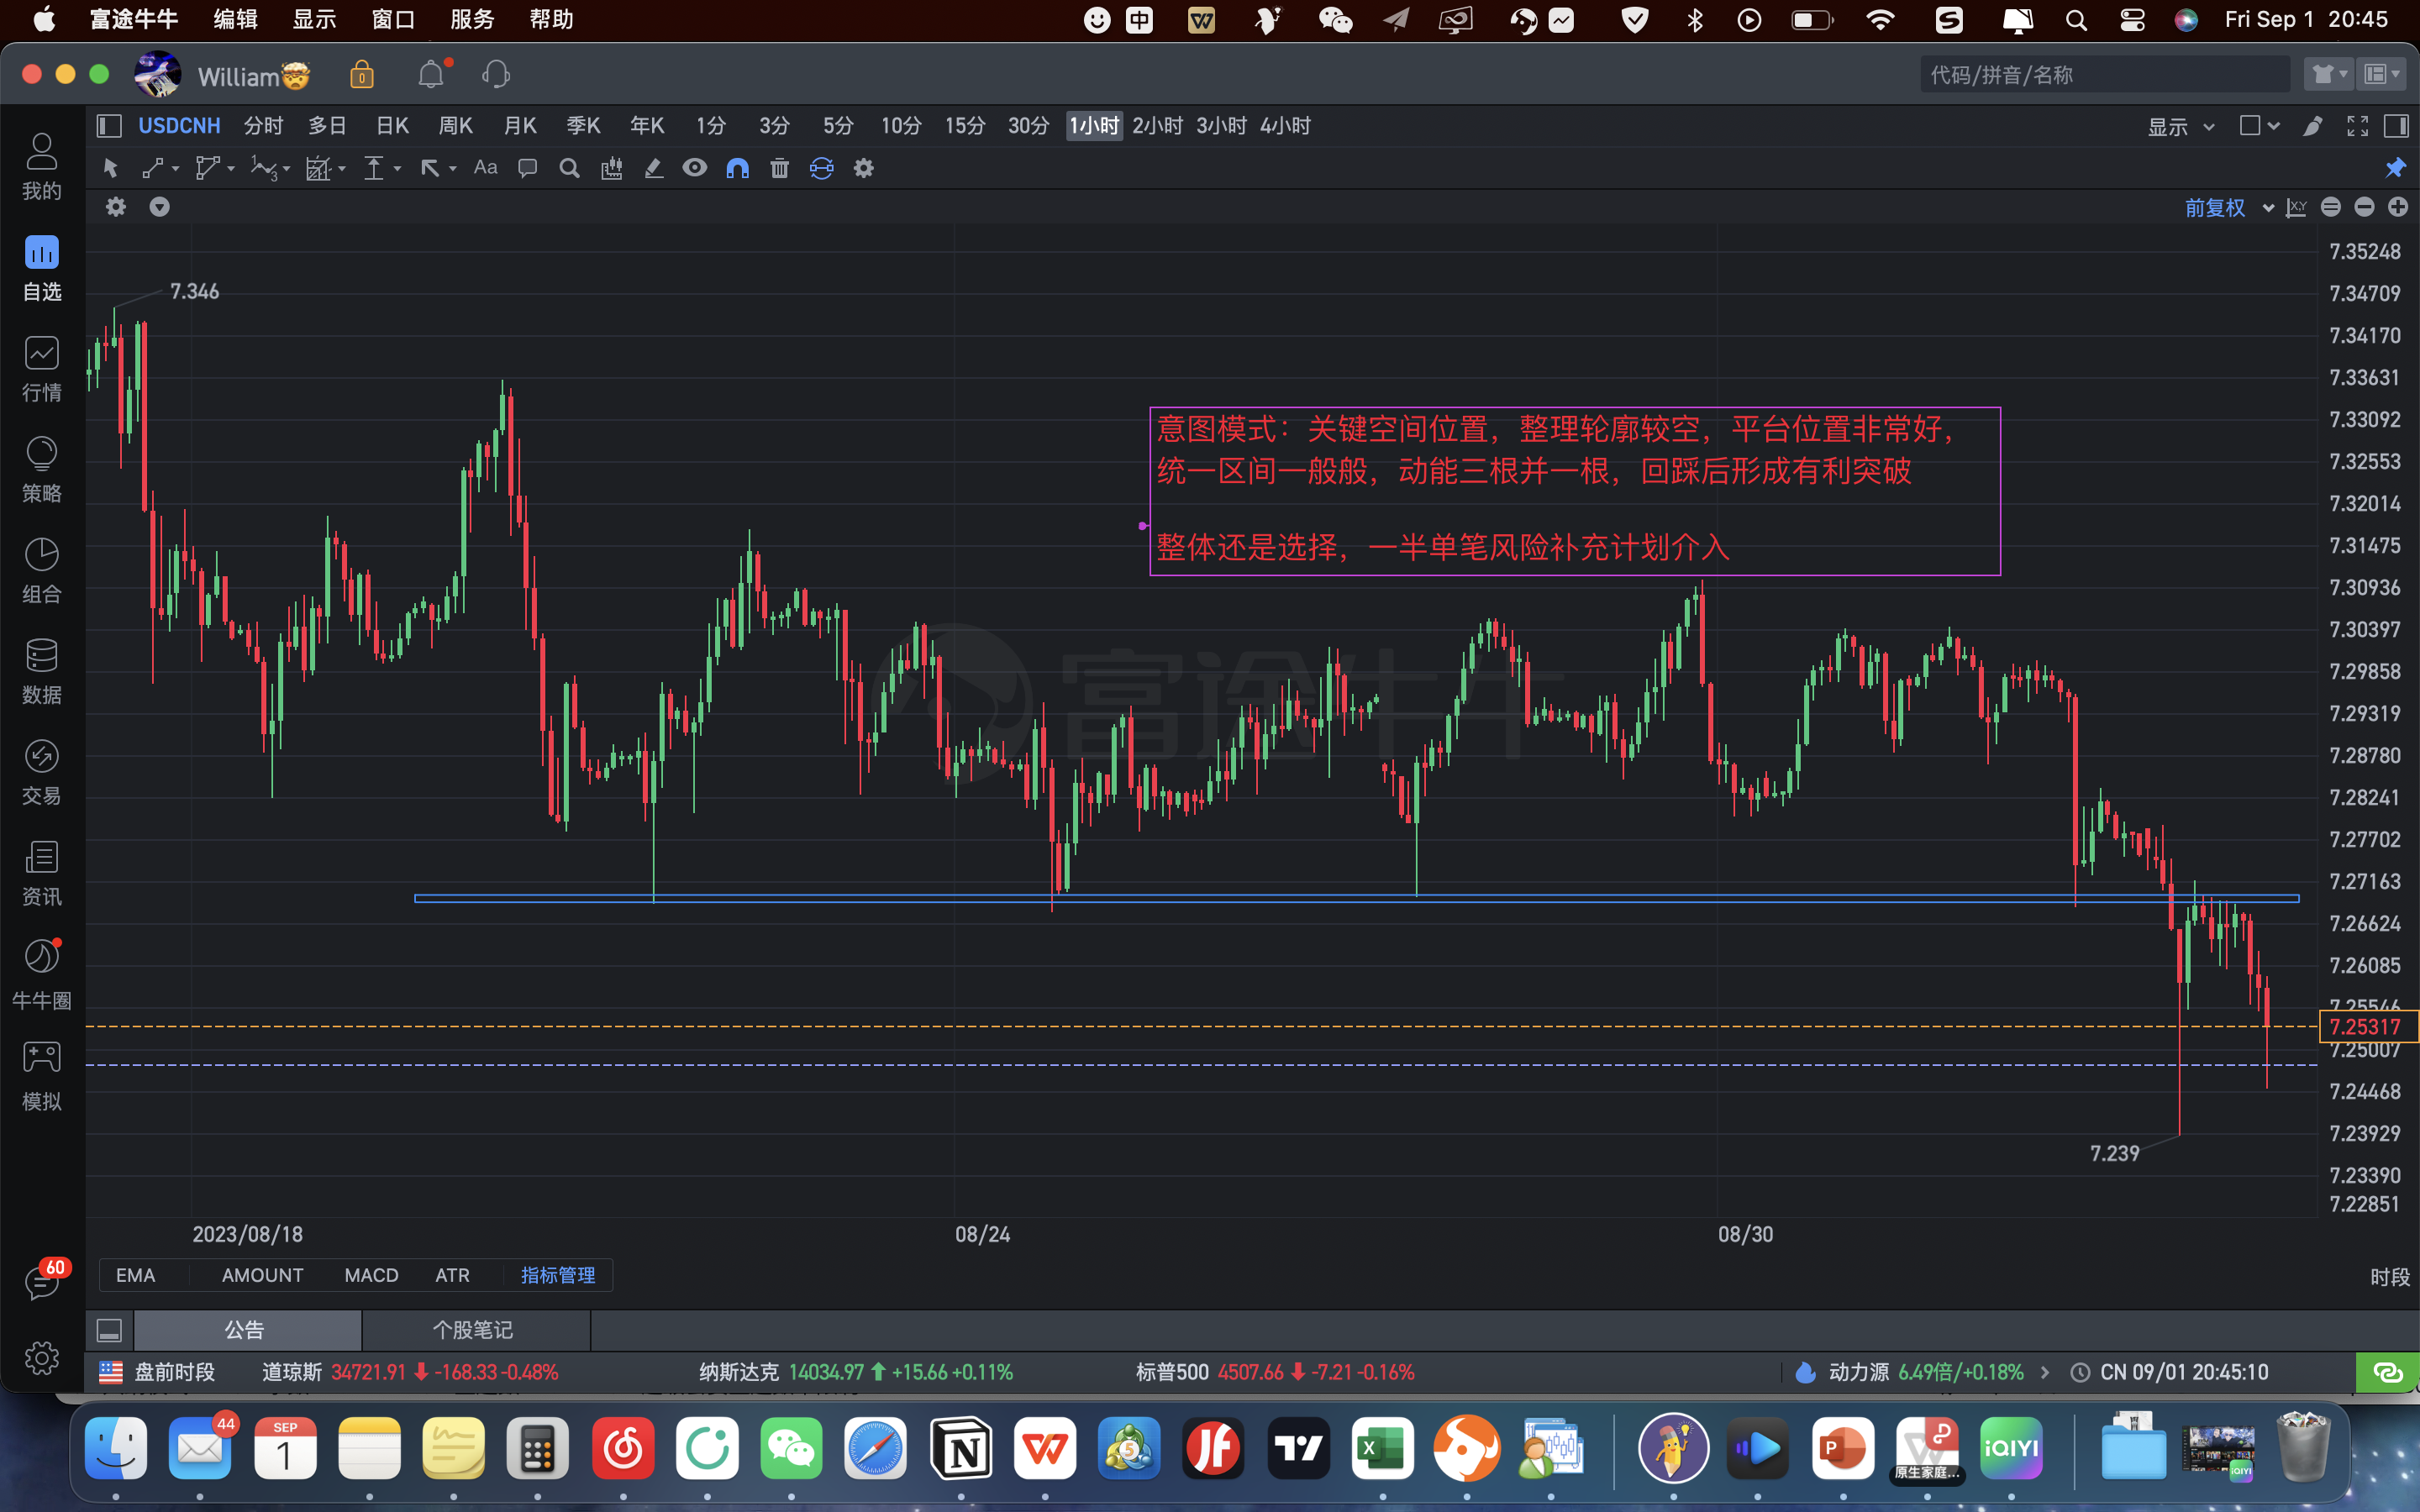 富途牛牛 编辑 显示 窗口 服务 帮助
中
Fri Sep 1 20:45
William
代码/拼音/名称
USDCNH 分时 多日 日K 周K 月K 季K 年K 1分 3分 5分 10分 15分 30分 1小时 2小时 3小时 4小时
显示
Aa
前复权
X,Y
我的
自选
行情
策略
组合
数据
交易
资讯
牛牛圈
模拟
60
7.346
意图模式：关键空间位置，整理轮廓较空，平台位置非常好，
统一区间一般般，动能三根并一根，回踩后形成有利突破
整体还是选择，一半单笔风险补充计划介入
富途牛牛
7.239
7.35248
7.34709
7.34170
7.33631
7.33092
7.32553
7.32014
7.31475
7.30936
7.30397
7.29858
7.29319
7.28780
7.28241
7.27702
7.27163
7.26624
7.26085
7.25546
7.25317
7.25007
7.24468
7.23929
7.23390
7.22851
2023/08/18 08/24 08/30
EMA AMOUNT MACD ATR 指标管理
时段
公告 个股笔记
盘前时段 道琼斯 34721.91 -168.33 -0.48% 纳斯达克 14034.97 +15.66 +0.11% 标普500 4507.66 -7.21 -0.16%
动力源 6.49倍/+0.18% CN 09/01 20:45:10
44
SEP
1
N
5
X
P
原生家庭...
iQIYI
iQIYI